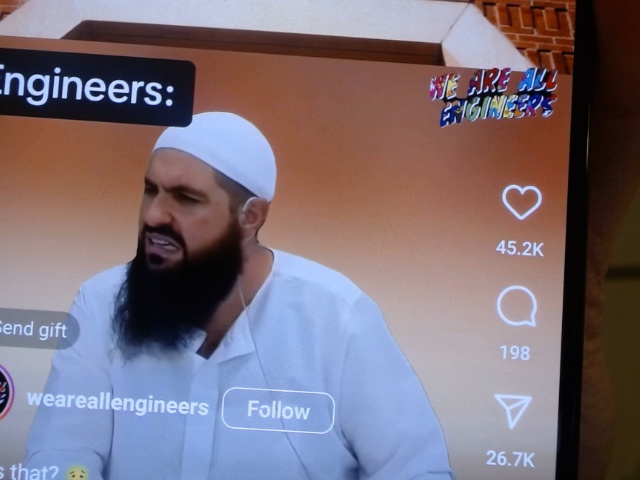 Engineers:
WE ARE ALL
ENGINEERS
45.2K
198
Send gift
weareallengineers
Follow
26.7K
s that? 😥